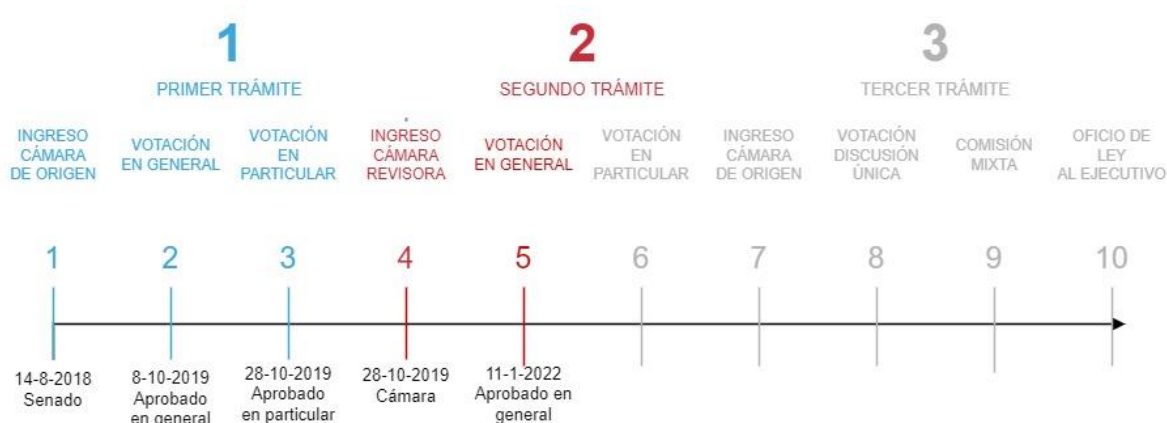 1
2
3
PRIMER TRÁMITE
SEGUNDO TRÁMITE
TERCER TRÁMITE
INGRESO
CÁMARA
DE ORIGEN
VOTACIÓN
EN GENERAL
VOTACIÓN
EN
PARTICULAR
INGRESO
CÁMARA
REVISORA
VOTACIÓN
EN GENERAL
VOTACIÓN
EN
PARTICULAR
INGRESO
CÁMARA
DE ORIGEN
VOTACIÓN
DISCUSIÓN
ÚNICA
COMISIÓN
MIXTA
OFICIO DE
LEY
AL EJECUTIVO
1
2
3
4
5
6
7
8
9
10
14-8-2018
Senado
8-10-2019
Aprobado
en general
28-10-2019
Aprobado
en particular
28-10-2019
Cámara
11-1-2022
Aprobado en
general